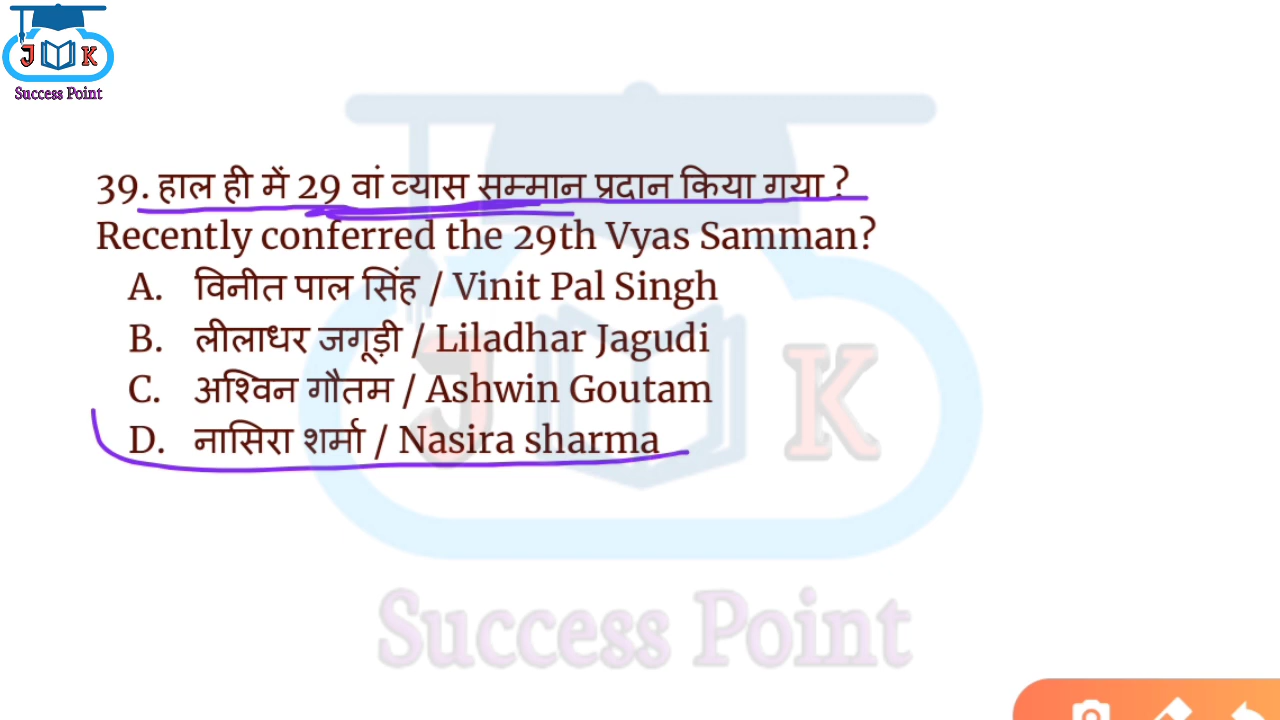 J K
Success Point
39. हाल ही में 29 वां व्यास सम्मान प्रदान किया गया ?
Recently conferred the 29th Vyas Samman?
A. विनीत पाल सिंह / Vinit Pal Singh
B. लीलाधर जगूड़ी / Liladhar Jagudi
C. अश्विन गौतम / Ashwin Goutam
D. नासिरा शर्मा / Nasira sharma
J K
Success Point